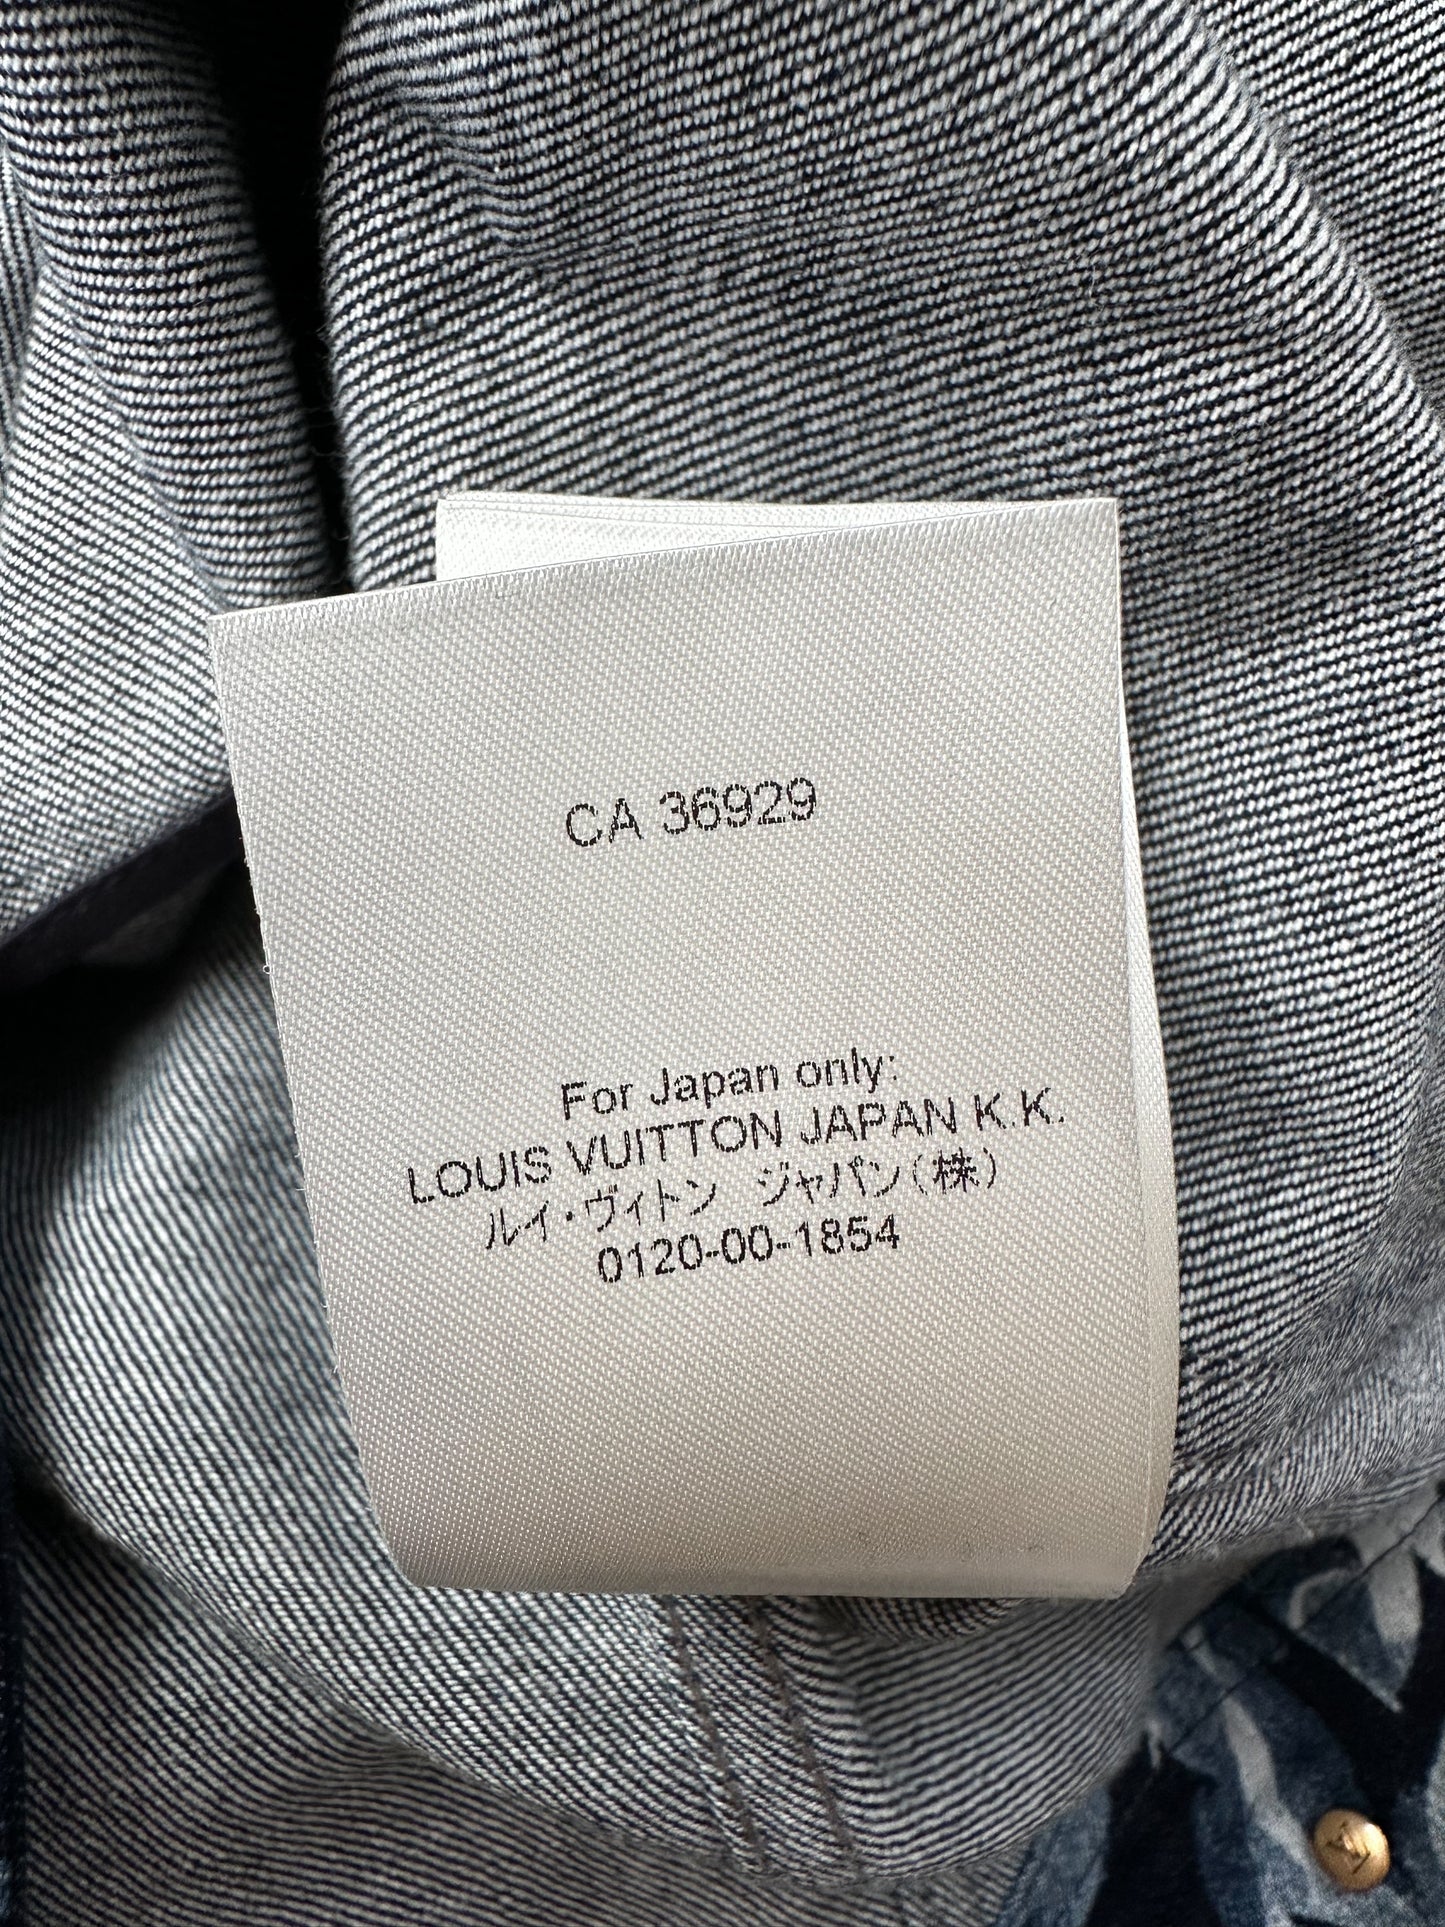 CA 36929
For Japan only:
LOUIS VUITTON JAPAN K.K.
ルイ・ヴィトン ジャパン(株)
0120-00-1854
LV